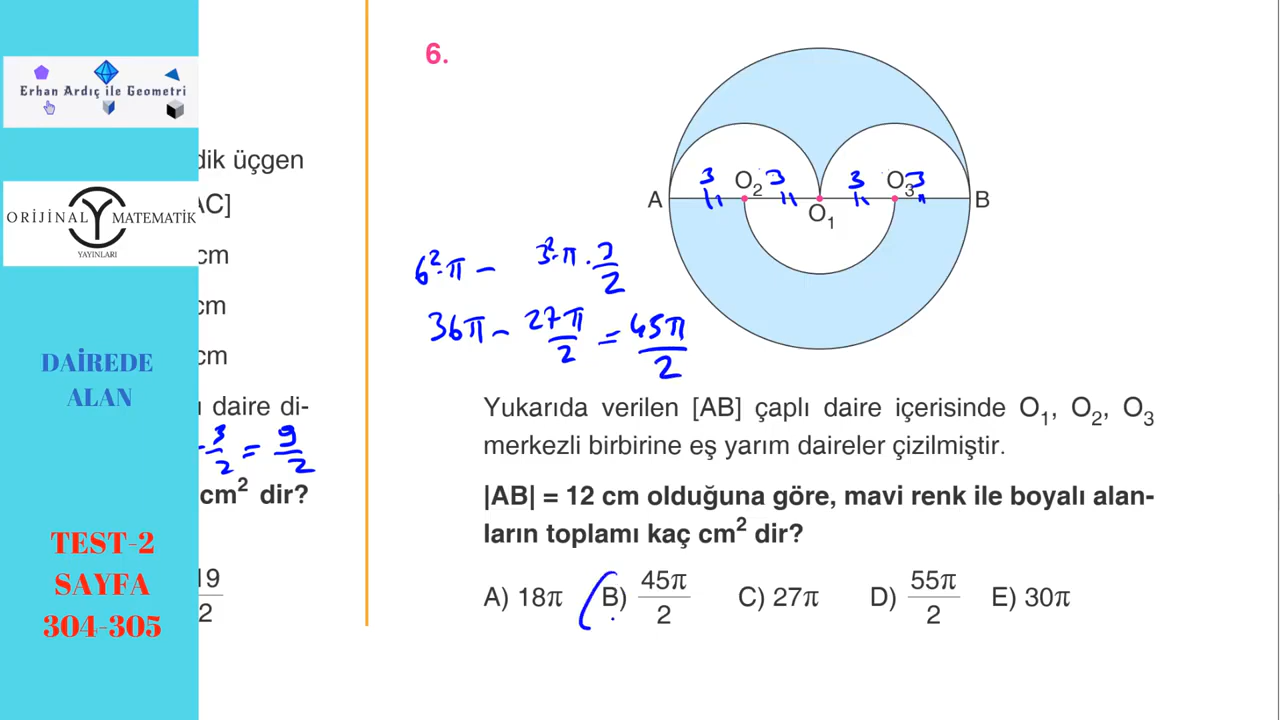 Erhan Ardıç ile Geometri
ORİJİNAL MATEMATİK
YAYINLARI
DAİREDE
ALAN
TEST-2
SAYFA
304-305
dik üçgen
AC]
cm
cm
cm
daire di-
3/2 = 9/2
cm² dir?
19
2
6.
A
3
O₂
3
O₁
3
O₃
3
B
6²·π − 3²·π · 3/2
36π − 27π/2 = 45π/2
Yukarıda verilen [AB] çaplı daire içerisinde O₁, O₂, O₃
merkezli birbirine eş yarım daireler çizilmiştir.
|AB| = 12 cm olduğuna göre, mavi renk ile boyalı alan-
ların toplamı kaç cm² dir?
A) 18π B) 45π/2 C) 27π D) 55π/2 E) 30π